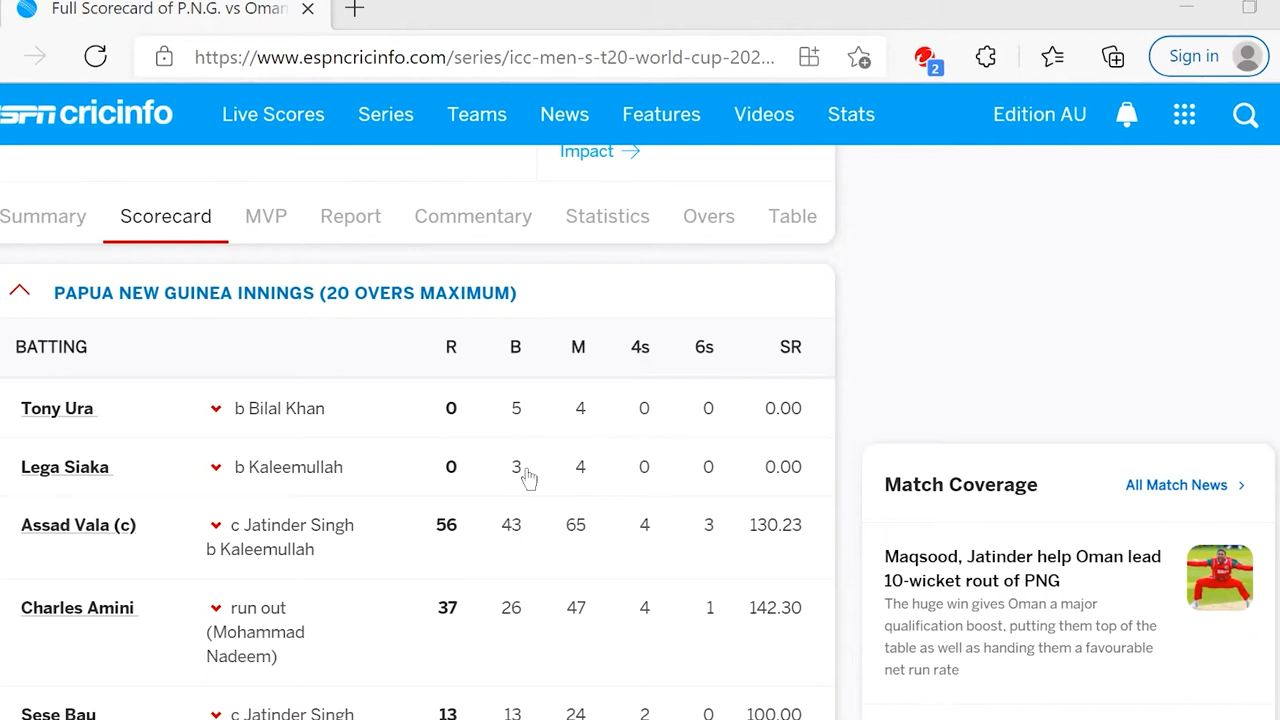 Full Scorecard of P.N.G. vs Oman
https://www.espncricinfo.com/series/icc-men-s-t20-world-cup-202...
2
Sign in
ESPN cricinfo Live Scores Series Teams News Features Videos Stats Edition AU
Impact →
Summary Scorecard MVP Report Commentary Statistics Overs Table
PAPUA NEW GUINEA INNINGS (20 OVERS MAXIMUM)
BATTING R B M 4s 6s SR
Tony Ura b Bilal Khan 0 5 4 0 0 0.00
Lega Siaka b Kaleemullah 0 3 4 0 0 0.00
Assad Vala (c) c Jatinder Singh 56 43 65 4 3 130.23
b Kaleemullah
Charles Amini run out 37 26 47 4 1 142.30
(Mohammad
Nadeem)
Sese Bau c Jatinder Singh 13 13 24 2 0 100.00
Match Coverage All Match News
Maqsood, Jatinder help Oman lead
10-wicket rout of PNG
The huge win gives Oman a major
qualification boost, putting them top of the
table as well as handing them a favourable
net run rate